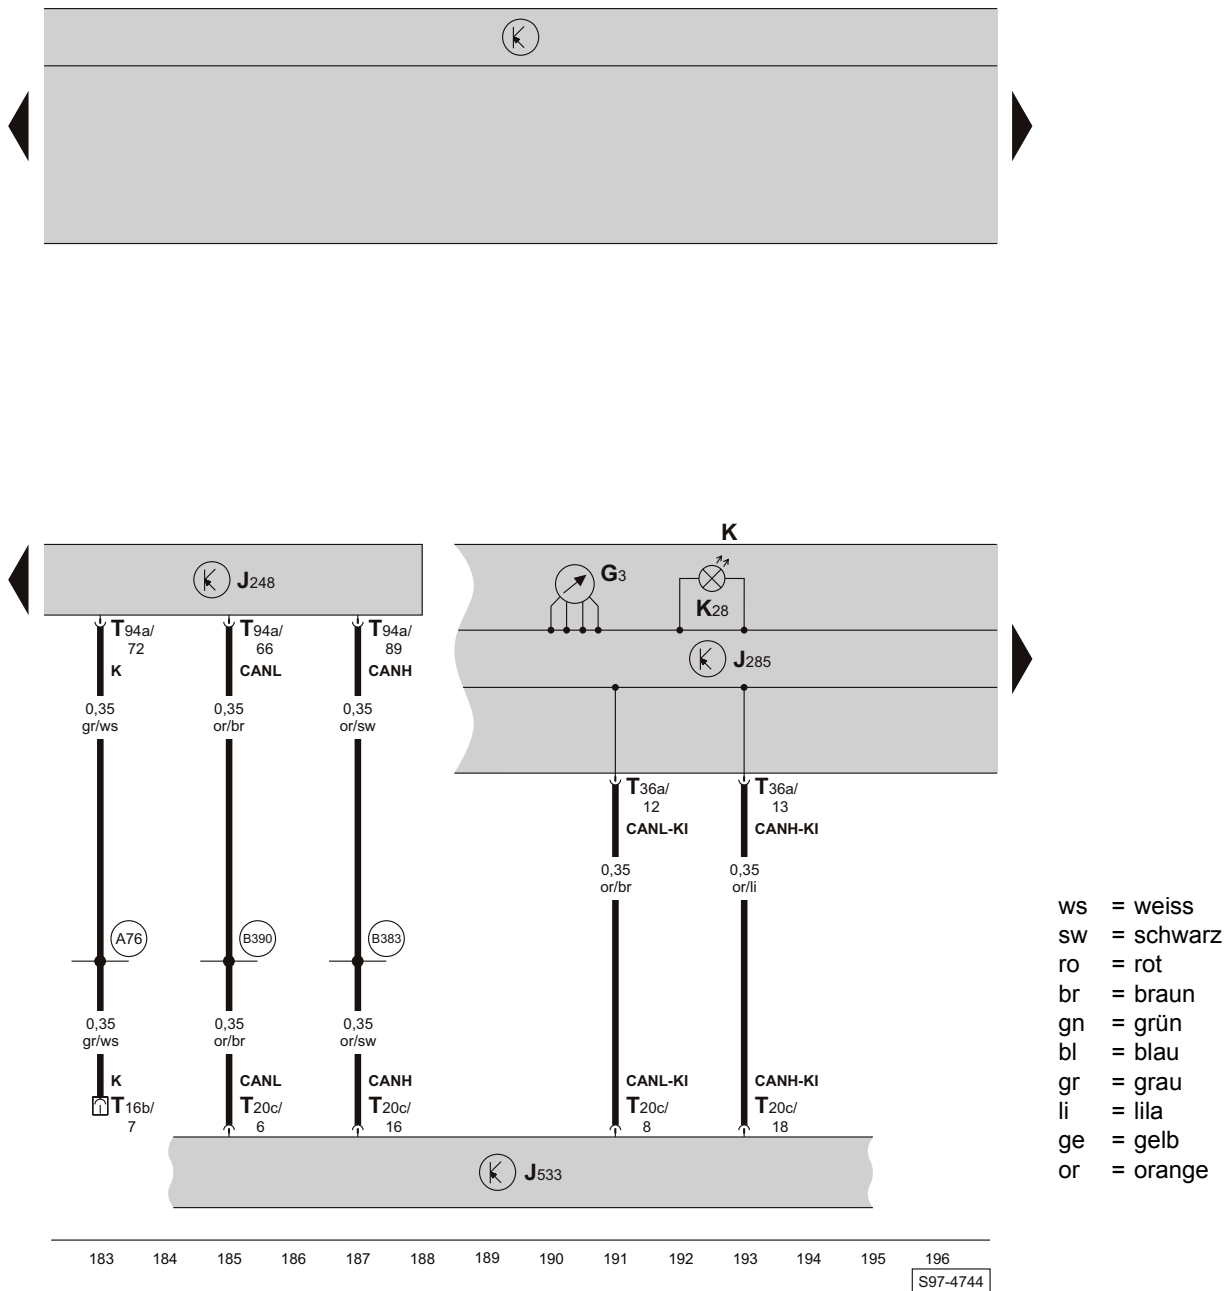 K
J248
G3
K28
J285
T94a/
72
K
T94a/
66
CANL
T94a/
89
CANH
0,35
gr/ws
0,35
or/br
0,35
or/sw
T36a/
12
CANL-KI
T36a/
13
CANH-KI
0,35
or/br
0,35
or/li
A76
B390
B383
0,35
gr/ws
0,35
or/br
0,35
or/sw
K
T16b/
7
CANL
T20c/
6
CANH
T20c/
16
CANL-KI
T20c/
8
CANH-KI
T20c/
18
J533
183 184 185 186 187 188 189 190 191 192 193 194 195 196
S97-4744
ws = weiss
sw = schwarz
ro = rot
br = braun
gn = grün
bl = blau
gr = grau
li = lila
ge = gelb
or = orange